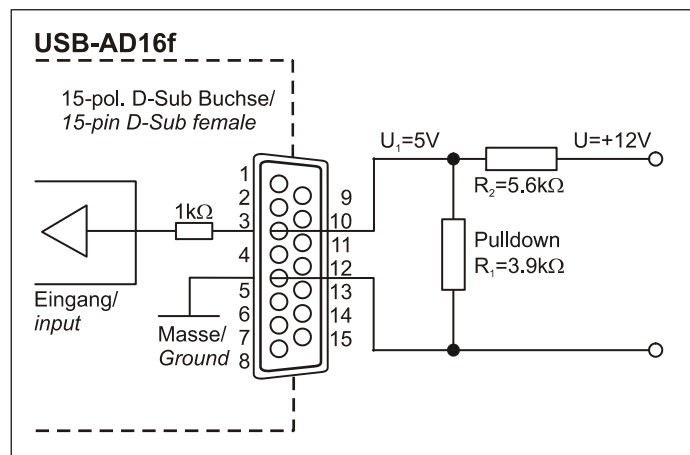 USB-AD16f
15-pol. D-Sub Buchse/
15-pin D-Sub female
U₁=5V
U=+12V
R₂=5.6kΩ
1
2
3
4
5
6
7
8
9
10
11
12
13
14
15
1kΩ
Pulldown
R₁=3.9kΩ
Eingang/
input
Masse/
Ground